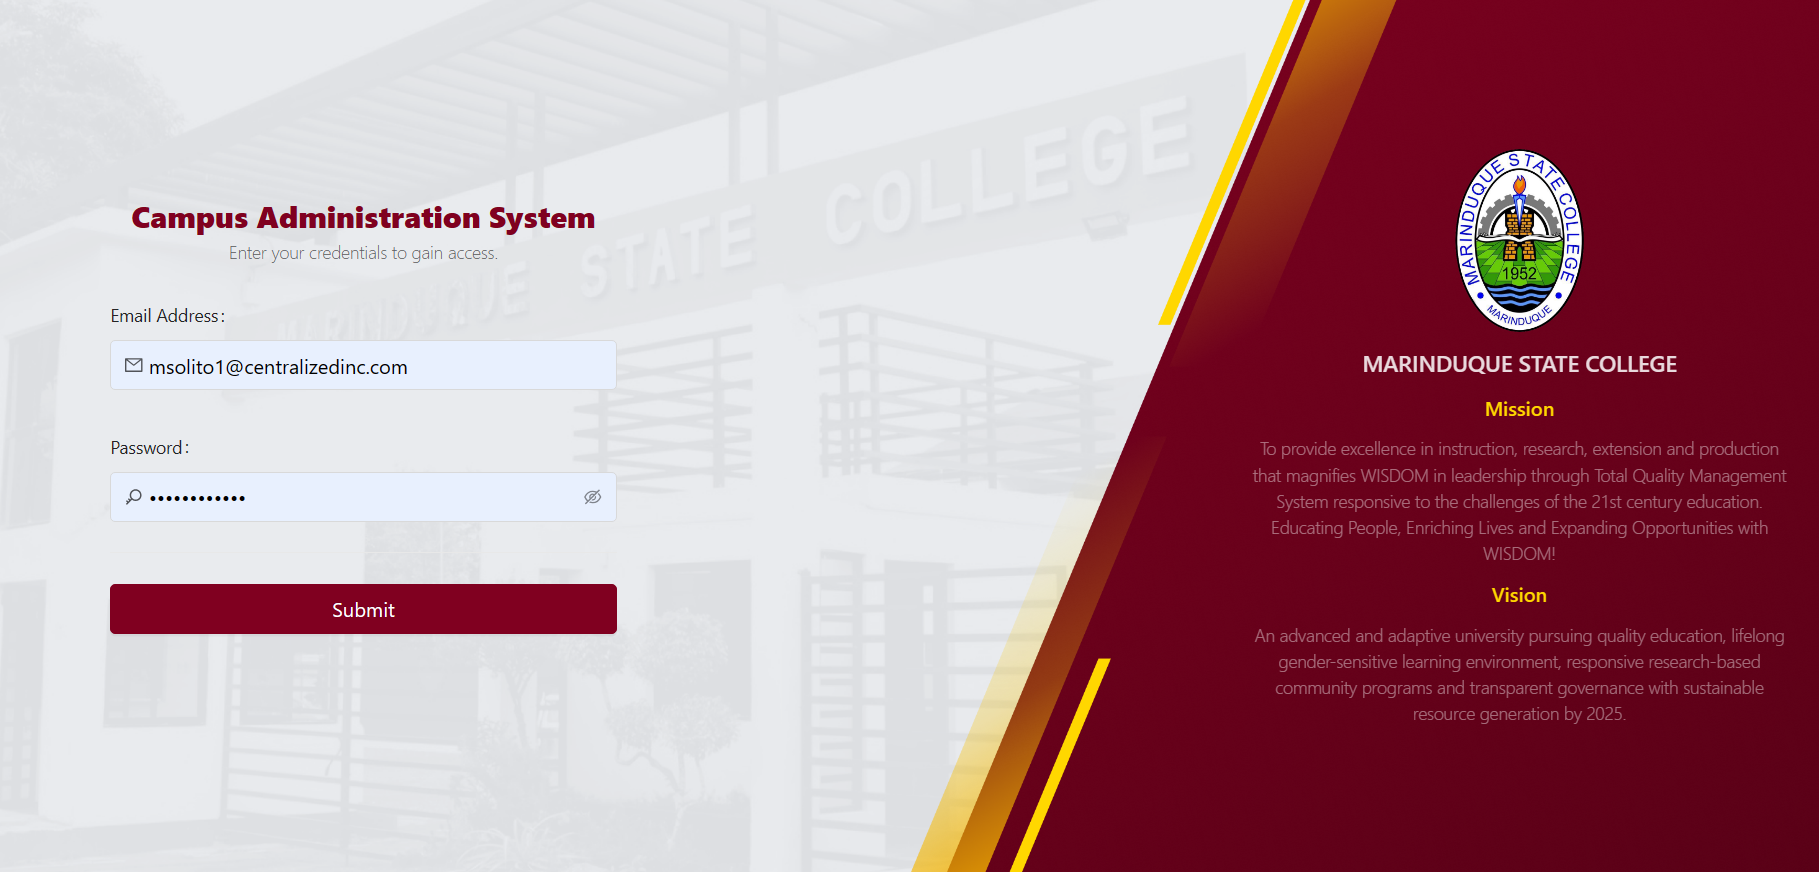 Campus Administration System
Enter your credentials to gain access.
Email Address:
msolito1@centralizedinc.com
Password:
••••••••••••
Submit
MARINDUQUE STATE COLLEGE
MARINDUQUE STATE COLLEGE
1952
MARINDUQUE
MARINDUQUE STATE COLLEGE
Mission
To provide excellence in instruction, research, extension and production
that magnifies WISDOM in leadership through Total Quality Management
System responsive to the challenges of the 21st century education.
Educating People, Enriching Lives and Expanding Opportunities with
WISDOM!
Vision
An advanced and adaptive university pursuing quality education, lifelong
gender-sensitive learning environment, responsive research-based
community programs and transparent governance with sustainable
resource generation by 2025.